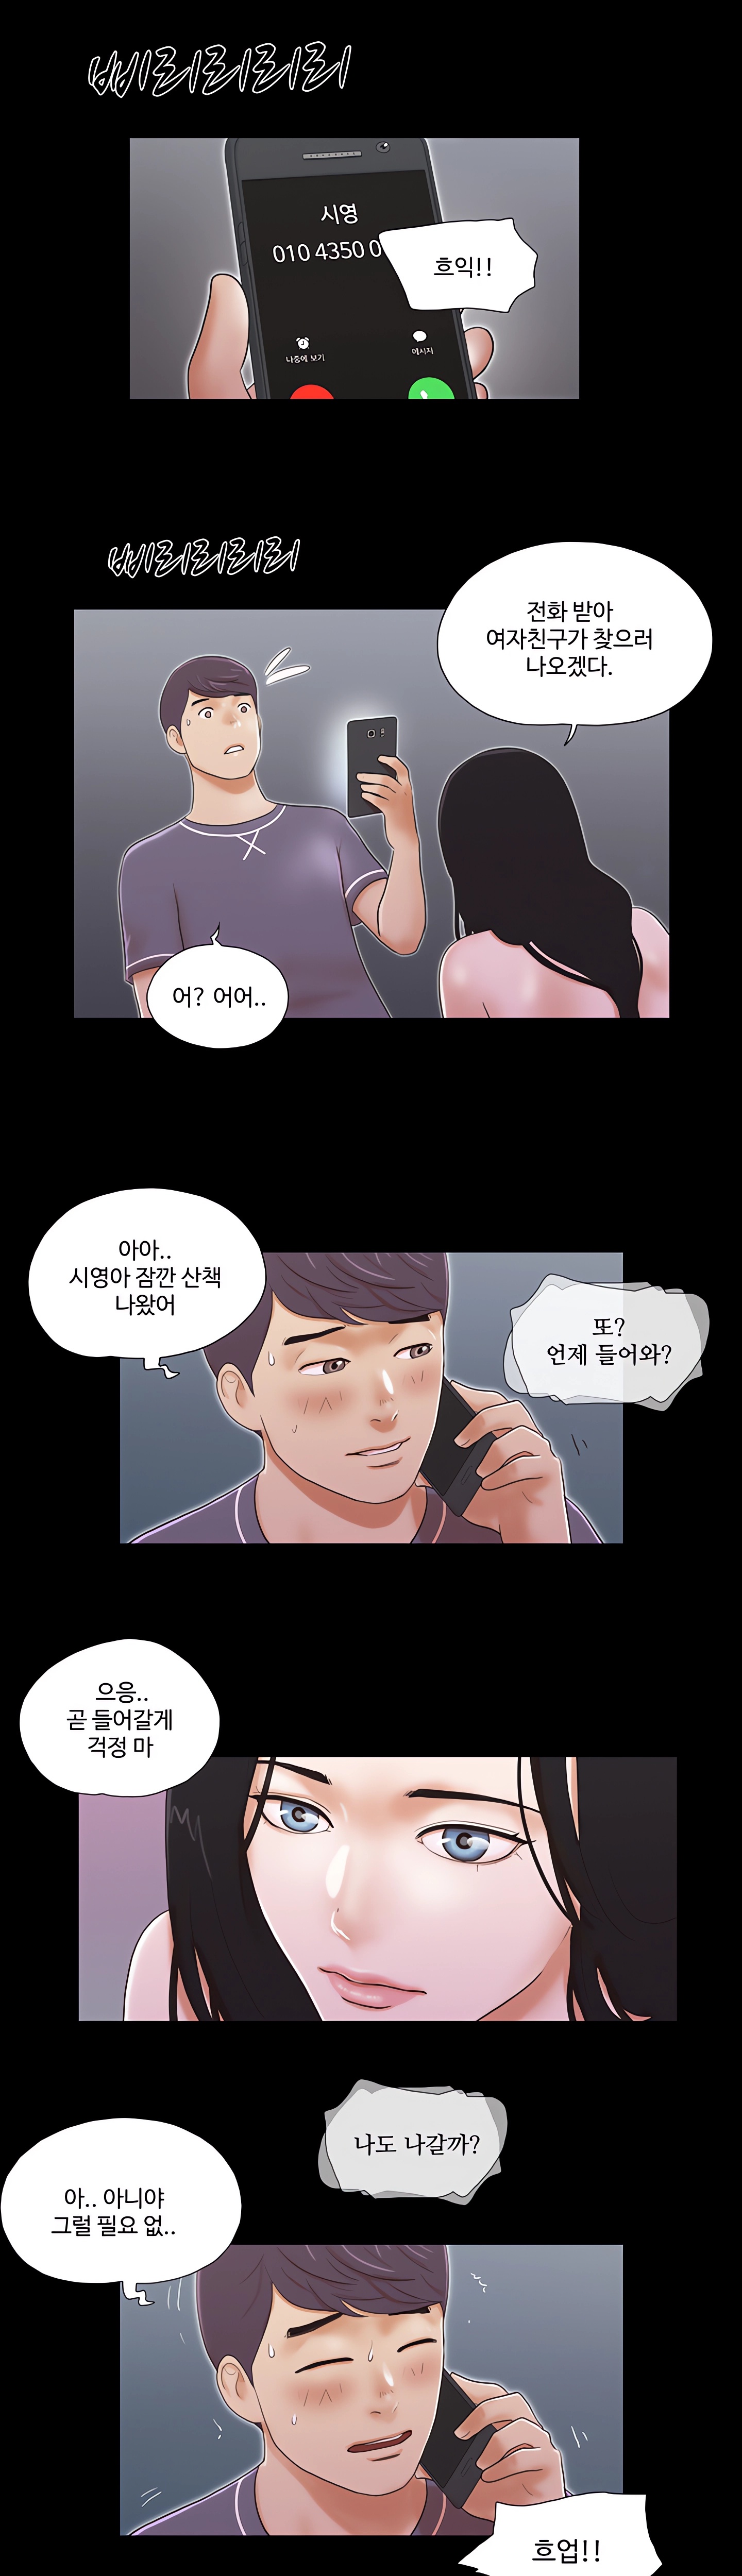 삐리리리리
시영
010 4350 0
흐익!!
나중에 보기
메시지
삐리리리리
전화 받아
여자친구가 찾으러
나오겠다.
어? 어어..
아아..
시영아 잠깐 산책
나왔어
또?
언제 들어와?
으응..
곧 들어갈게
걱정 마
나도 나갈까?
아.. 아니야
그럴 필요 없..
흐업!!